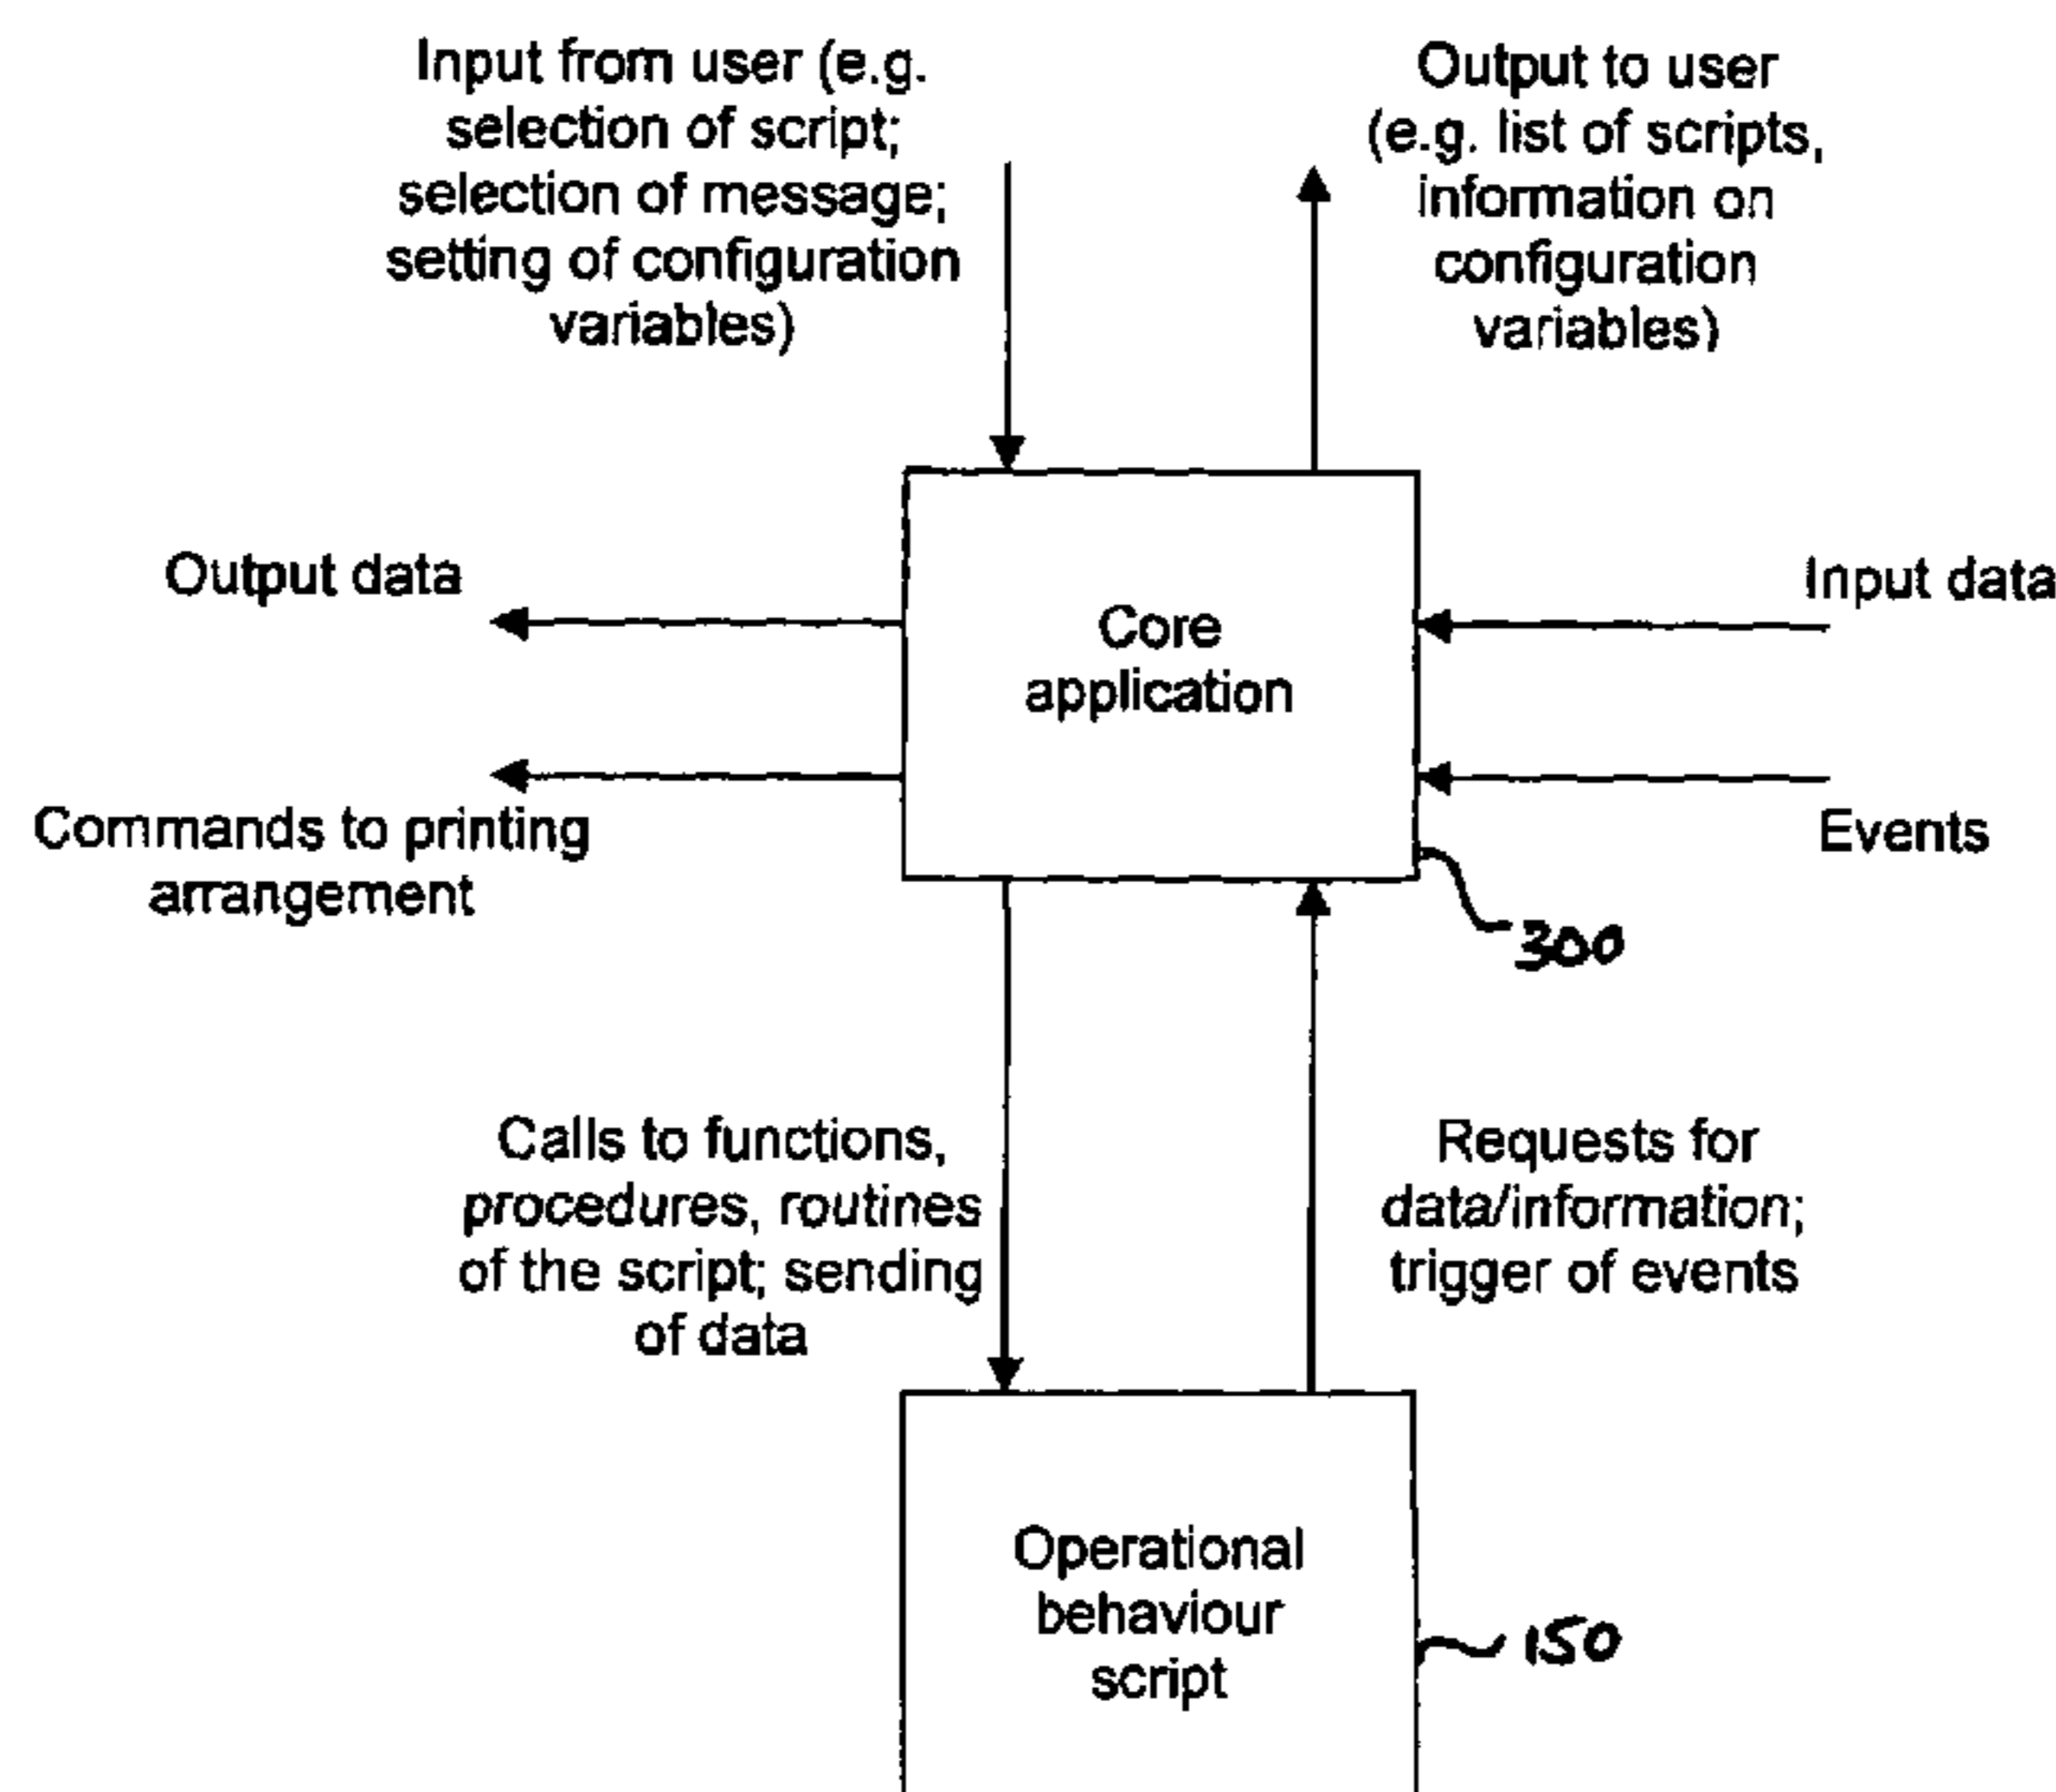 Input from user (e.g.
selection of script;
selection of message;
setting of configuration
variables)
Output to user
(e.g. list of scripts,
information on
configuration
variables)
Output data
Input data
Core
application
Commands to printing
arrangement
Events
300
Calls to functions,
procedures, routines
of the script; sending
of data
Requests for
data/information;
trigger of events
Operational
behaviour
script
150